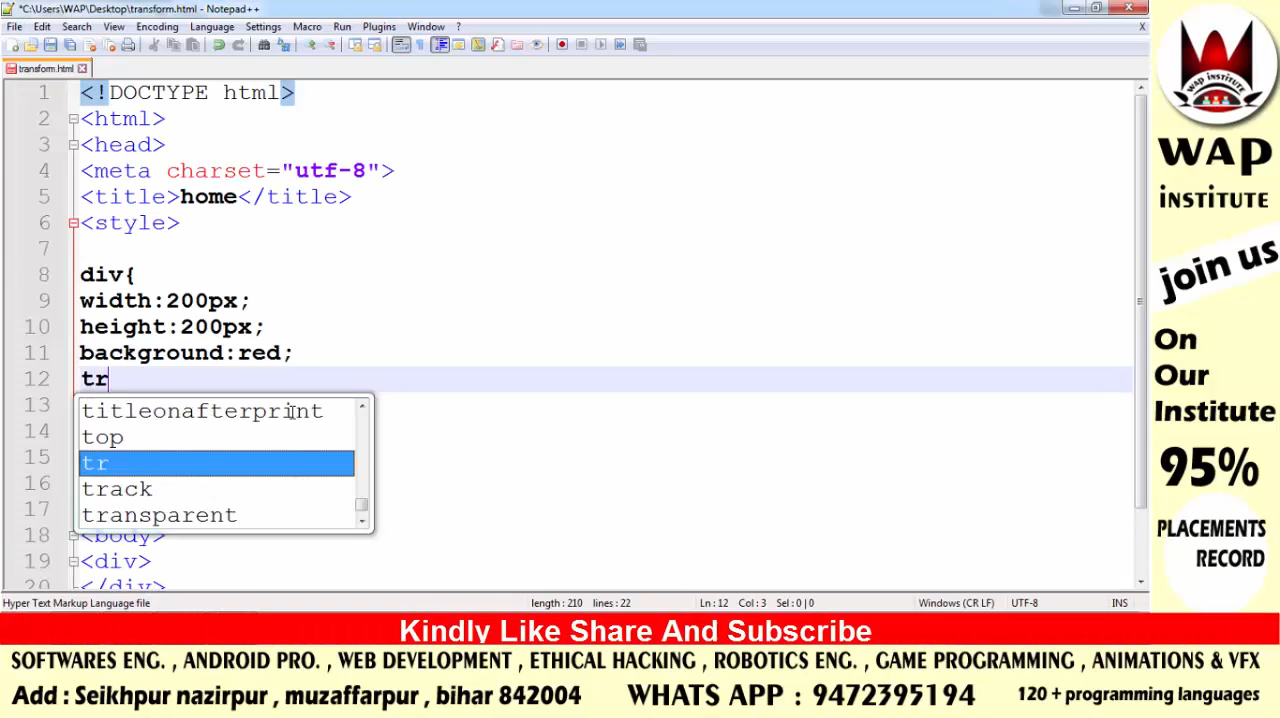 *C:\Users\WAP\Desktop\transform.html - Notepad++
File Edit Search View Encoding Language Settings Macro Run Plugins Window ? X
transform.html
1 <!DOCTYPE html>
2 <html>
3 <head>
4 <meta charset="utf-8">
5 <title>home</title>
6 <style>
7
8 div{
9 width:200px;
10 height:200px;
11 background:red;
12 tr
13 titleonafterprint
14 top
15 tr
16 track
17 transparent
18 <body>
19 <div>
20 </div>
Hyper Text Markup Language file length : 210 lines : 22 Ln : 12 Col : 3 Sel : 0 | 0 Windows (CR LF) UTF-8 INS
WAP INSTITUTE
WAP
INSTITUTE
join us
On
Our
Institute
95%
PLACEMENTS
RECORD
Kindly Like Share And Subscribe
SOFTWARES ENG. , ANDROID PRO. , WEB DEVELOPMENT , ETHICAL HACKING , ROBOTICS ENG. , GAME PROGRAMMING , ANIMATIONS & VFX
Add : Seikhpur nazirpur , muzaffarpur , bihar 842004 WHATS APP : 9472395194 120 + programming languages